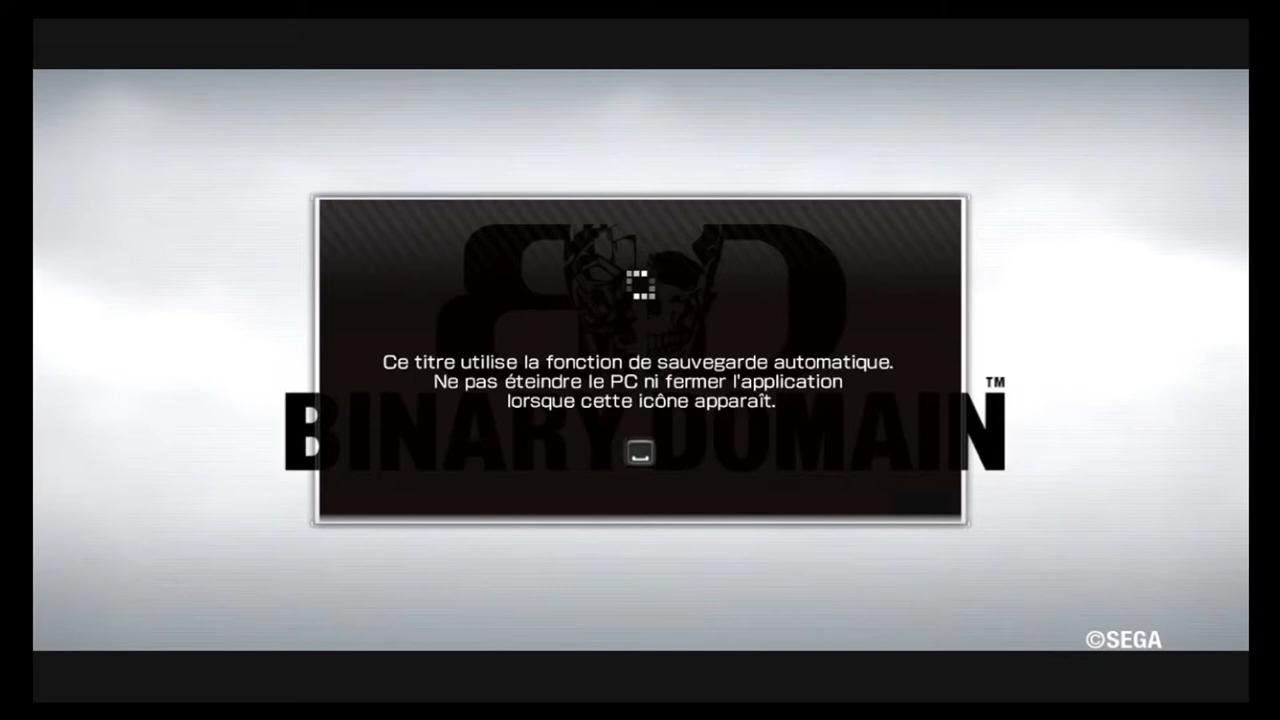 Ce titre utilise la fonction de sauvegarde automatique.
Ne pas éteindre le PC ni fermer l'application
lorsque cette icône apparaît.
BINARY DOMAIN™
©SEGA